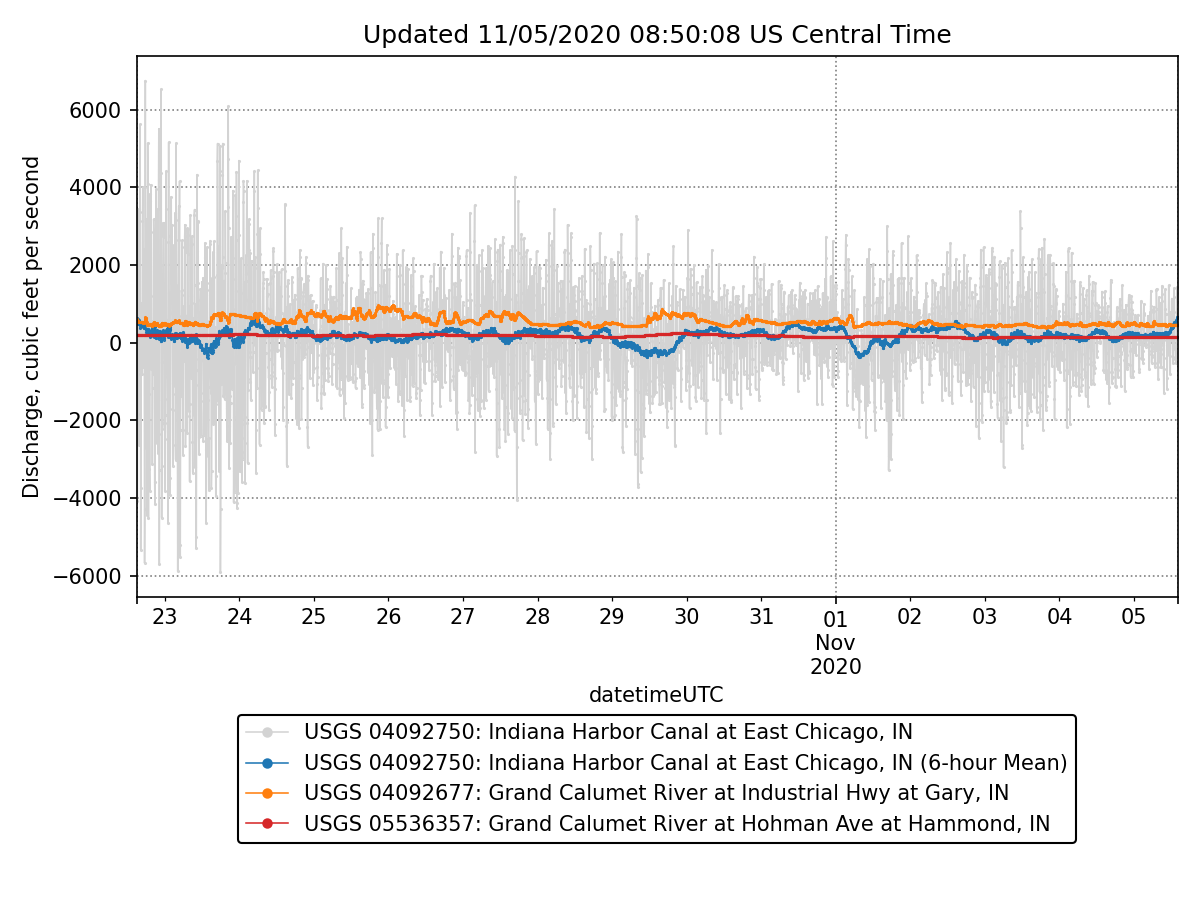 Updated 11/05/2020 08:50:08 US Central Time
Discharge, cubic feet per second
6000
4000
2000
0
−2000
−4000
−6000
23 24 25 26 27 28 29 30 31 01 02 03 04 05
Nov
2020
datetimeUTC
USGS 04092750: Indiana Harbor Canal at East Chicago, IN
USGS 04092750: Indiana Harbor Canal at East Chicago, IN (6-hour Mean)
USGS 04092677: Grand Calumet River at Industrial Hwy at Gary, IN
USGS 05536357: Grand Calumet River at Hohman Ave at Hammond, IN